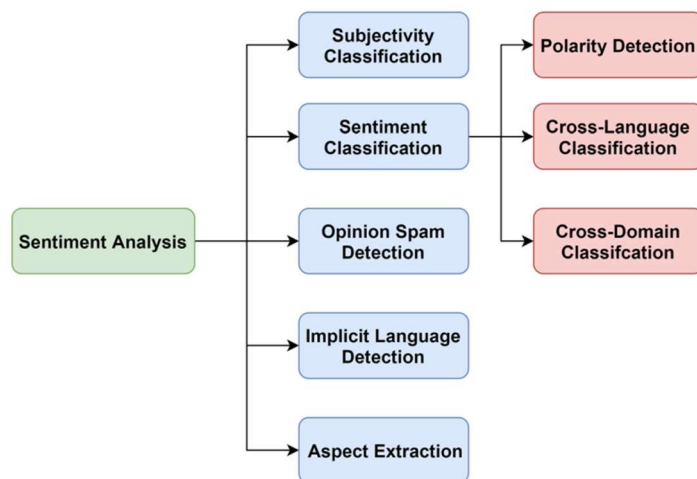 Subjectivity
Classification
Polarity Detection
Sentiment
Classification
Cross-Language
Classification
Sentiment Analysis
Opinion Spam
Detection
Cross-Domain
Classifcation
Implicit Language
Detection
Aspect Extraction